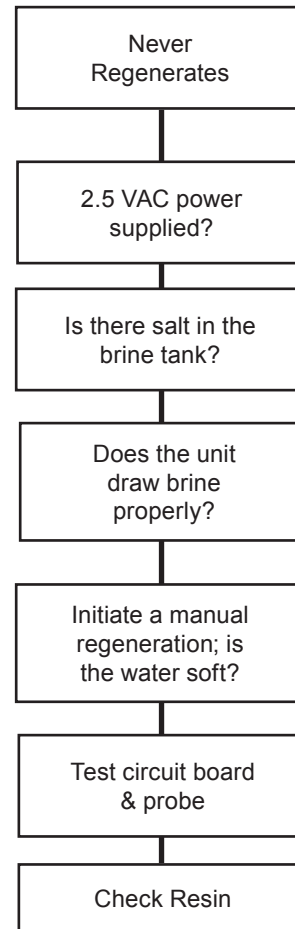 Never
Regenerates
2.5 VAC power
supplied?
Is there salt in the
brine tank?
Does the unit
draw brine
properly?
Initiate a manual
regeneration; is
the water soft?
Test circuit board
& probe
Check Resin